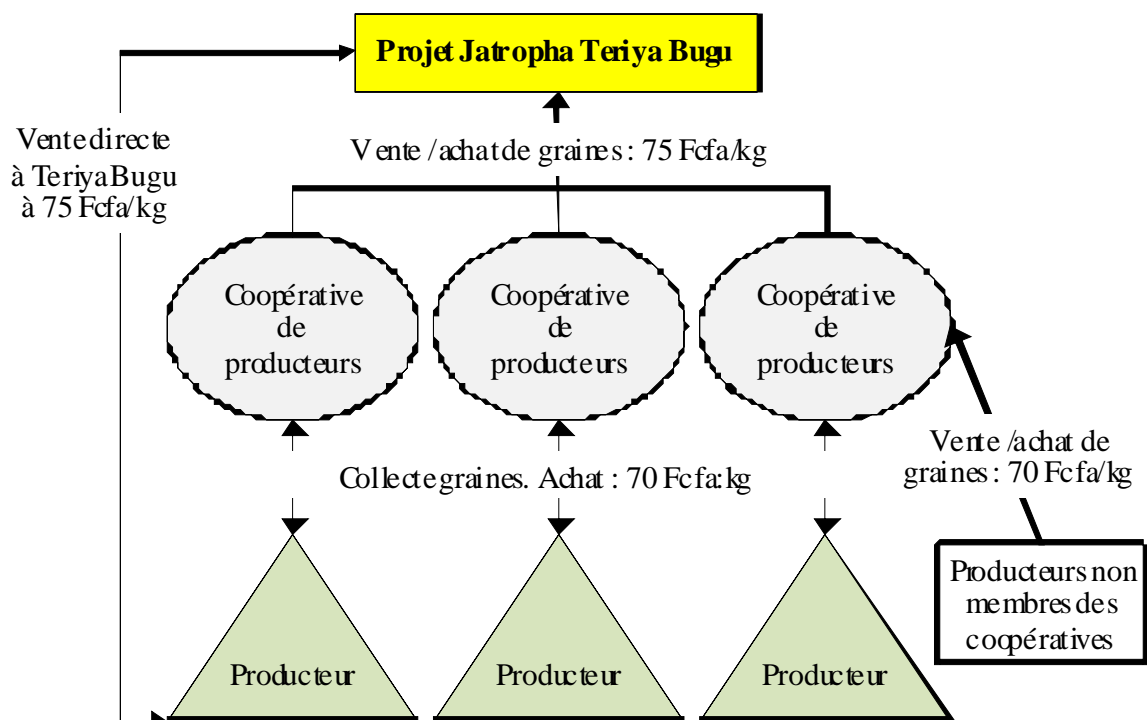 Projet Jatropha Teriya Bugu
Vente directe
à Teriya Bugu
à 75 Fcfa/kg
Vente /achat de graines : 75 Fcfa/kg
Coopérative
de
producteurs
Coopérative
de
producteurs
Coopérative
de
producteurs
Collecte graines. Achat : 70 Fcfa:kg
Vente /achat de
graines : 70 Fcfa/kg
Producteurs non
membres des
coopératives
Producteur
Producteur
Producteur